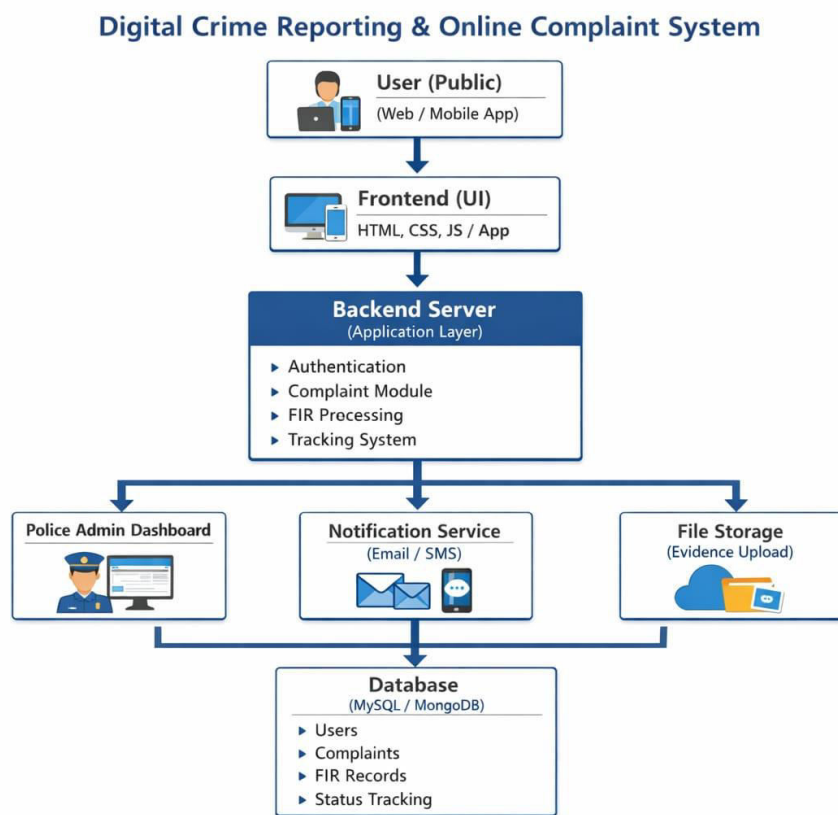 Digital Crime Reporting & Online Complaint System
User (Public)
(Web / Mobile App)
Frontend (UI)
HTML, CSS, JS / App
Backend Server
(Application Layer)
Authentication
Complaint Module
FIR Processing
Tracking System
Police Admin Dashboard
Notification Service
(Email / SMS)
File Storage
(Evidence Upload)
Database
(MySQL / MongoDB)
Users
Complaints
FIR Records
Status Tracking